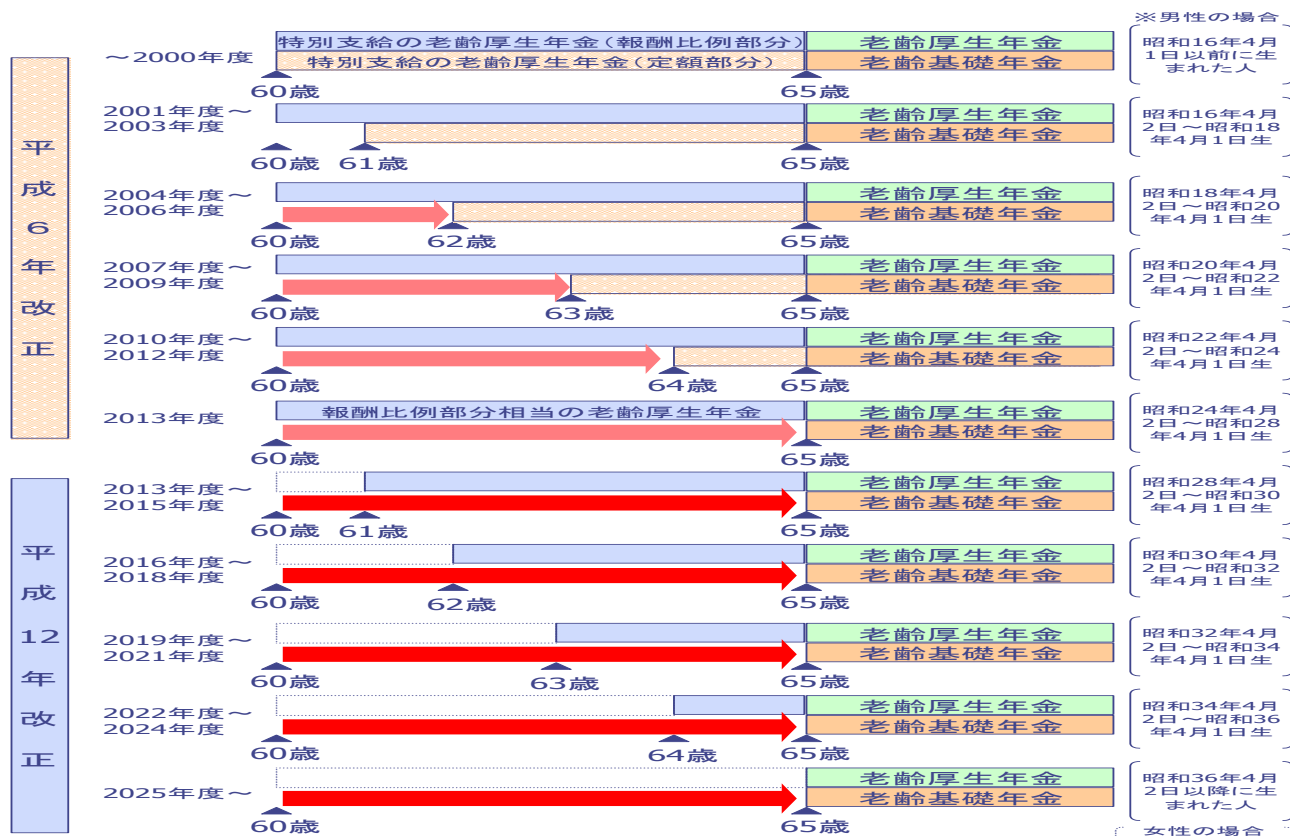 ※男性の場合
平成6年改正
～2000年度
特別支給の老齢厚生年金(報酬比例部分)
老齢厚生年金
特別支給の老齢厚生年金(定額部分)
老齢基礎年金
60歳
65歳
昭和16年4月
1日以前に生
まれた人
2001年度～
2003年度
老齢厚生年金
老齢基礎年金
60歳
61歳
65歳
昭和16年4月
2日～昭和18
年4月1日生
2004年度～
2006年度
老齢厚生年金
老齢基礎年金
60歳
62歳
65歳
昭和18年4月
2日～昭和20
年4月1日生
2007年度～
2009年度
老齢厚生年金
老齢基礎年金
60歳
63歳
65歳
昭和20年4月
2日～昭和22
年4月1日生
2010年度～
2012年度
老齢厚生年金
老齢基礎年金
60歳
64歳
65歳
昭和22年4月
2日～昭和24
年4月1日生
2013年度
報酬比例部分相当の老齢厚生年金
老齢厚生年金
老齢基礎年金
60歳
65歳
昭和24年4月
2日～昭和28
年4月1日生
平成12年改正
2013年度～
2015年度
老齢厚生年金
老齢基礎年金
60歳
61歳
65歳
昭和28年4月
2日～昭和30
年4月1日生
2016年度～
2018年度
老齢厚生年金
老齢基礎年金
60歳
62歳
65歳
昭和30年4月
2日～昭和32
年4月1日生
2019年度～
2021年度
老齢厚生年金
老齢基礎年金
60歳
63歳
65歳
昭和32年4月
2日～昭和34
年4月1日生
2022年度～
2024年度
老齢厚生年金
老齢基礎年金
60歳
64歳
65歳
昭和34年4月
2日～昭和36
年4月1日生
2025年度～
老齢厚生年金
老齢基礎年金
60歳
65歳
昭和36年4月
2日以降に生
まれた人
女性の場合